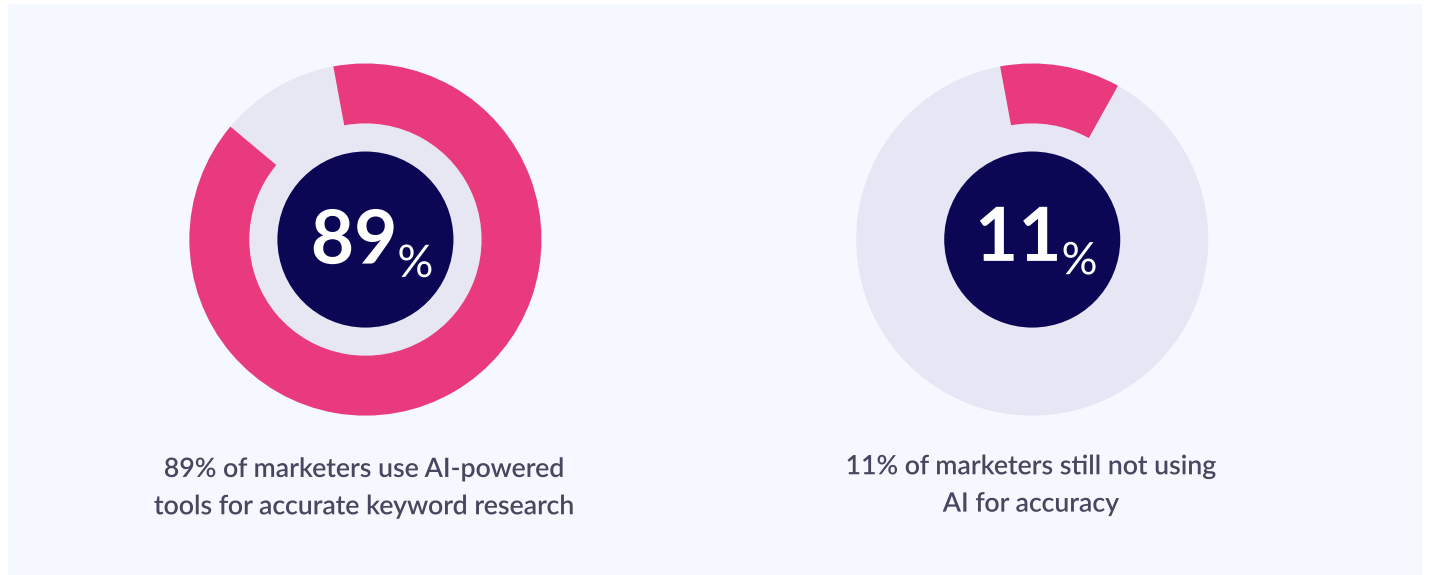 89%
11%
89% of marketers use AI-powered
tools for accurate keyword research
11% of marketers still not using
AI for accuracy